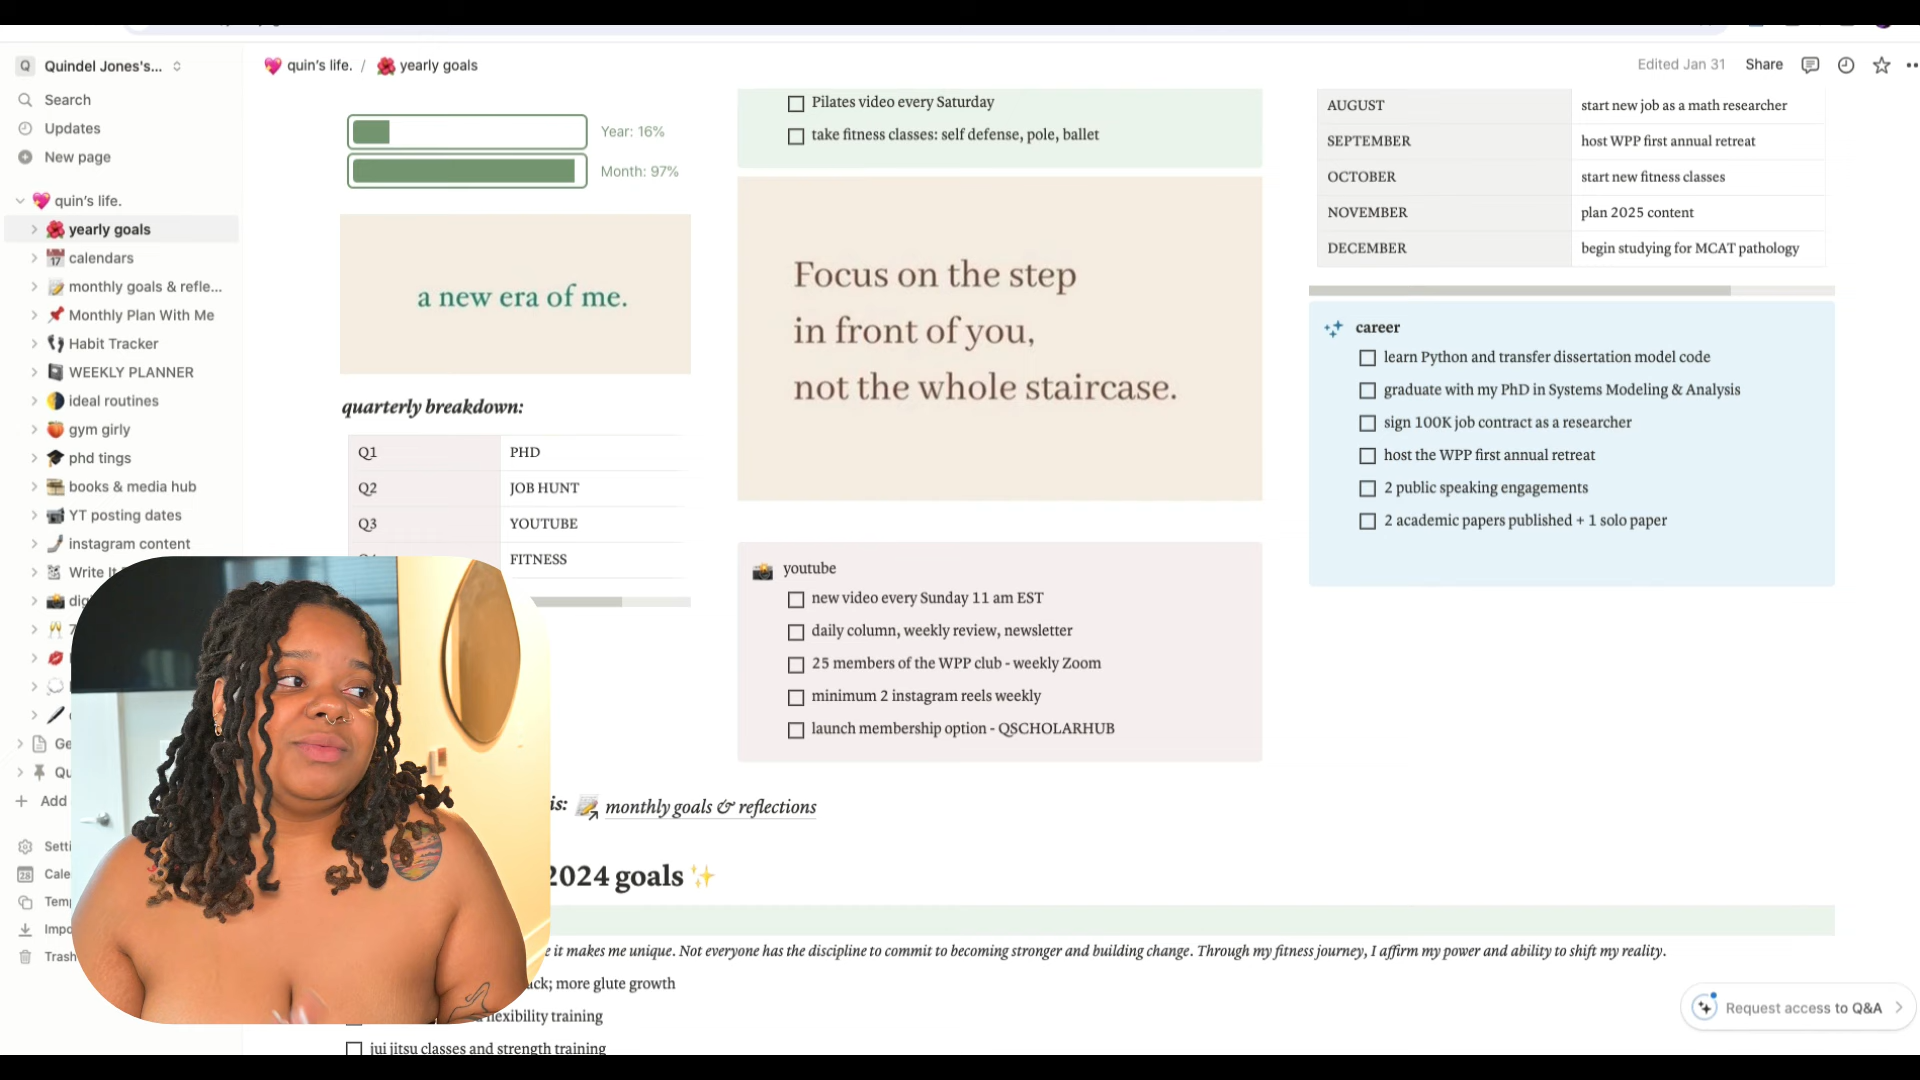 Q Quindel Jones's...
Search
Updates
New page
quin's life.
yearly goals
calendars
monthly goals & refle...
Monthly Plan With Me
Habit Tracker
WEEKLY PLANNER
ideal routines
gym girly
phd tings
books & media hub
YT posting dates
instagram content
Write It
dig
7
Ge
Qu
Add
Setti
Cale
Temp
Impo
Trash
quin's life. / yearly goals
Edited Jan 31
Share
Year: 16%
Month: 97%
a new era of me.
quarterly breakdown:
Q1 PHD
Q2 JOB HUNT
Q3 YOUTUBE
FITNESS
Pilates video every Saturday
take fitness classes: self defense, pole, ballet
Focus on the step
in front of you,
not the whole staircase.
youtube
new video every Sunday 11 am EST
daily column, weekly review, newsletter
25 members of the WPP club - weekly Zoom
minimum 2 instagram reels weekly
launch membership option - QSCHOLARHUB
AUGUST start new job as a math researcher
SEPTEMBER host WPP first annual retreat
OCTOBER start new fitness classes
NOVEMBER plan 2025 content
DECEMBER begin studying for MCAT pathology
career
learn Python and transfer dissertation model code
graduate with my PhD in Systems Modeling & Analysis
sign 100K job contract as a researcher
host the WPP first annual retreat
2 public speaking engagements
2 academic papers published + 1 solo paper
is: monthly goals & reflections
2024 goals
e it makes me unique. Not everyone has the discipline to commit to becoming stronger and building change. Through my fitness journey, I affirm my power and ability to shift my reality.
ck; more glute growth
flexibility training
jui jitsu classes and strength training
Request access to Q&A